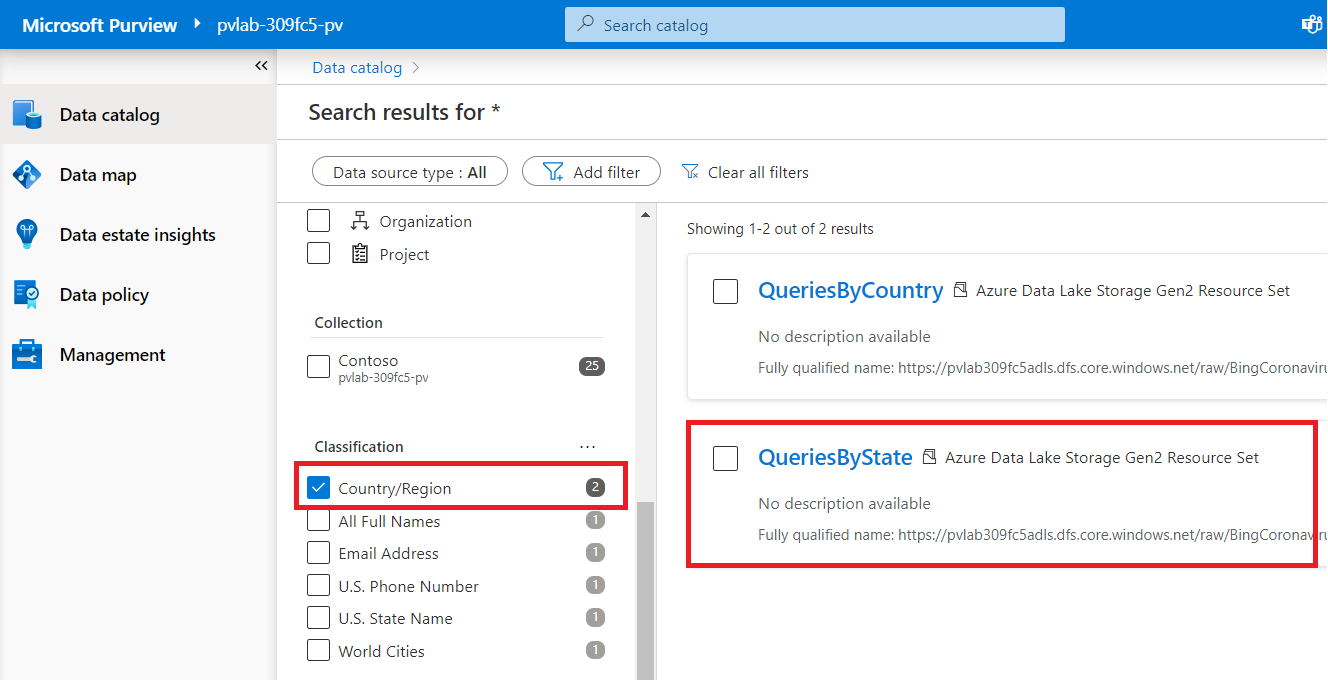 Microsoft Purview pvlab-309fc5-pv
Search catalog
Data catalog
Data map
Data estate insights
Data policy
Management
Data catalog
Search results for *
Data source type : All
Add filter
Clear all filters
Organization
Project
Collection
Contoso 25
pvlab-309fc5-pv
Classification ...
Country/Region 2
All Full Names 1
Email Address 1
U.S. Phone Number 1
U.S. State Name 1
World Cities 1
Showing 1-2 out of 2 results
QueriesByCountry Azure Data Lake Storage Gen2 Resource Set
No description available
Fully qualified name: https://pvlab309fc5adls.dfs.core.windows.net/raw/BingCoronaviru
QueriesByState Azure Data Lake Storage Gen2 Resource Set
No description available
Fully qualified name: https://pvlab309fc5adls.dfs.core.windows.net/raw/BingCoronaviru